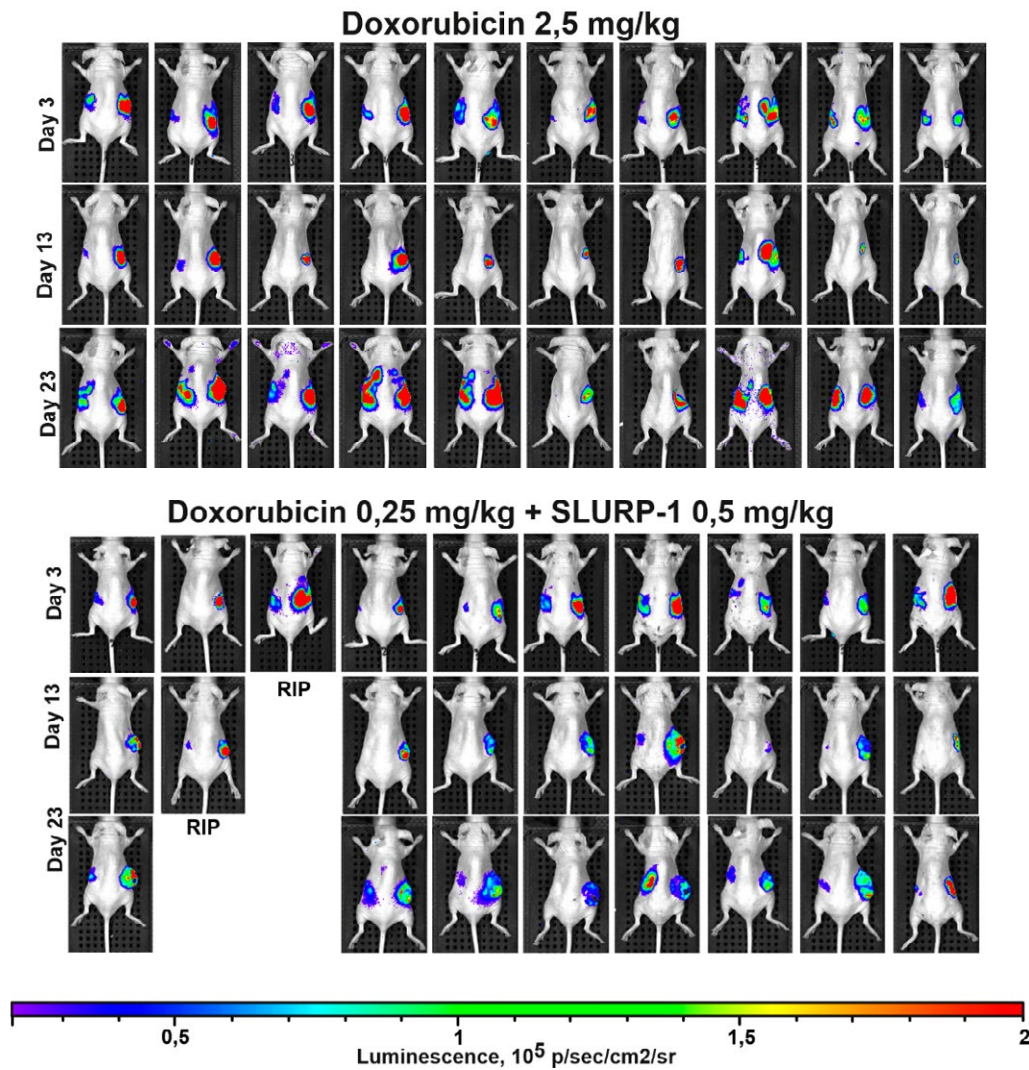 Doxorubicin 2,5 mg/kg
Day 3
Day 13
Day 23
Doxorubicin 0,25 mg/kg + SLURP-1 0,5 mg/kg
Day 3
RIP
Day 13
RIP
Day 23
0,5
1
1,5
2
Luminescence, 10⁵ p/sec/cm2/sr